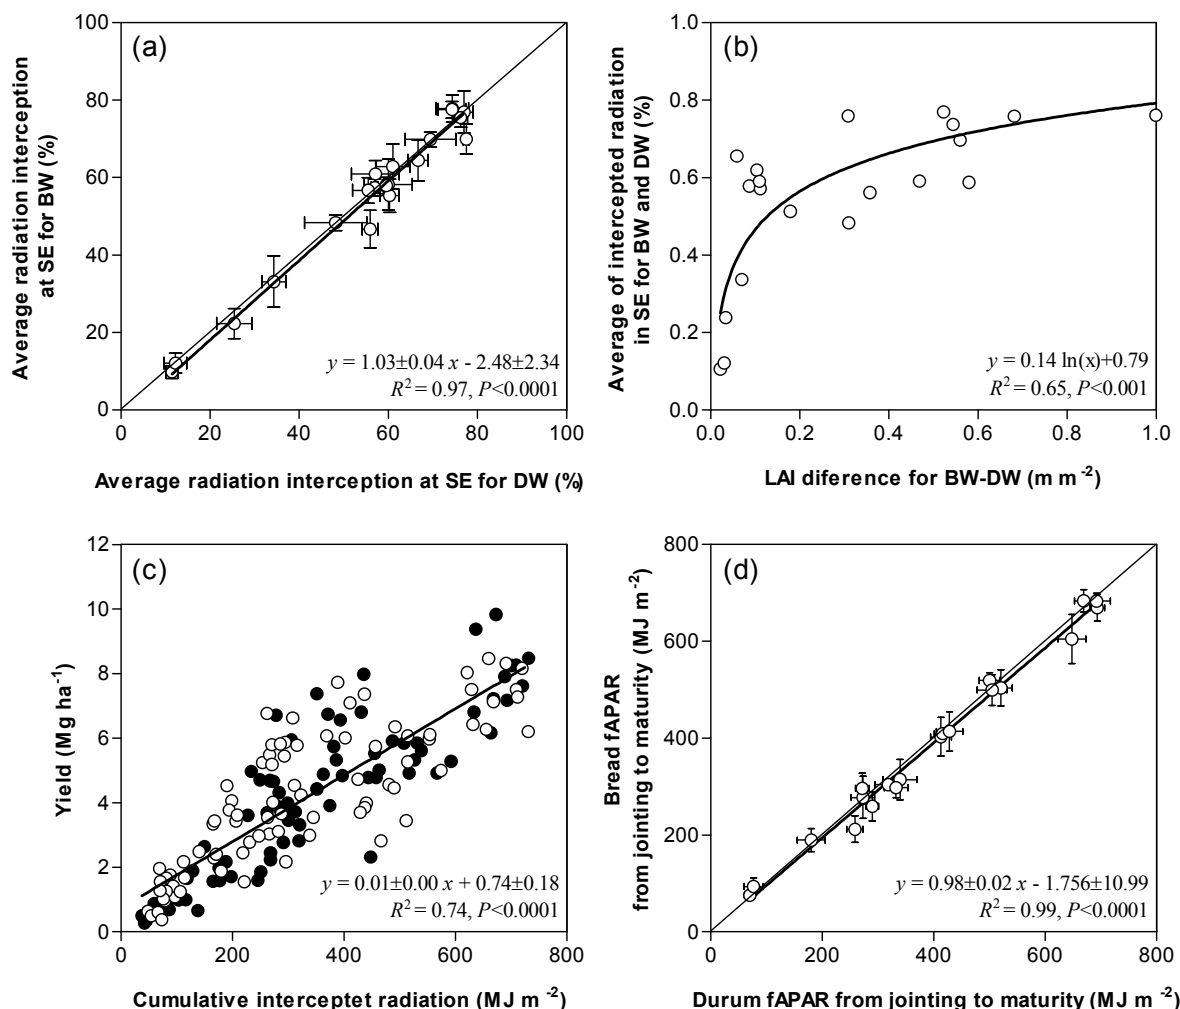 (a)
100
80
60
40
20
0
Average radiation interception
at SE for BW (%)
y = 1.03±0.04 x - 2.48±2.34
R² = 0.97, P<0.0001
0 20 40 60 80 100
Average radiation interception at SE for DW (%)
(b)
1.0
0.8
0.6
0.4
0.2
0.0
Average of intercepted radiation
in SE for BW and DW (%)
y = 0.14 ln(x)+0.79
R² = 0.65, P<0.001
0.0 0.2 0.4 0.6 0.8 1.0
LAI diference for BW-DW (m m⁻²)
(c)
12
10
8
6
4
2
0
Yield (Mg ha⁻¹)
y = 0.01±0.00 x + 0.74±0.18
R² = 0.74, P<0.0001
0 200 400 600 800
Cumulative interceptet radiation (MJ m⁻²)
(d)
800
600
400
200
0
Bread fAPAR
from jointing to maturity (MJ m⁻²)
y = 0.98±0.02 x - 1.756±10.99
R² = 0.99, P<0.0001
0 200 400 600 800
Durum fAPAR from jointing to maturity (MJ m⁻²)